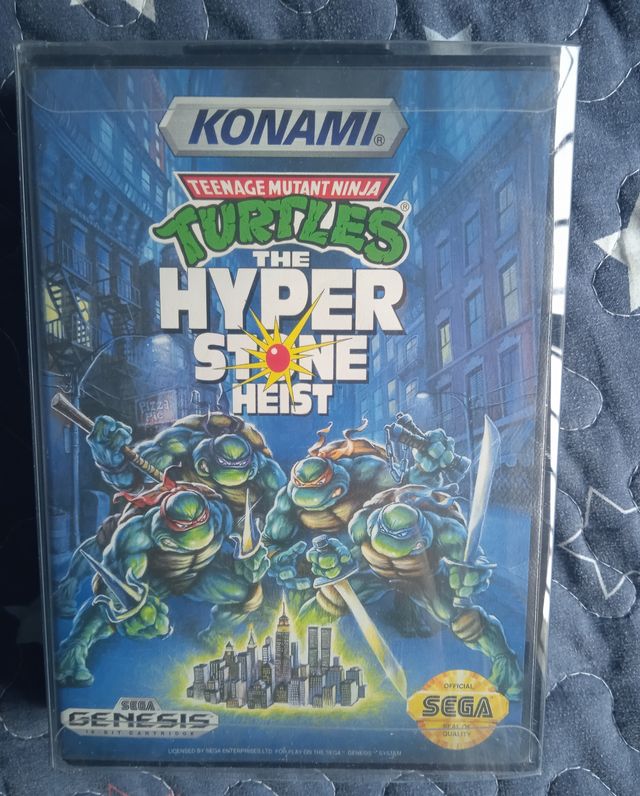 KONAMI®
TEENAGE MUTANT NINJA
TURTLES®
THE
HYPER
STONE
HEIST
Pizza
OFFICIAL
SEGA
SEAL OF
QUALITY
SEGA
GENESIS
16-BIT CARTRIDGE
LICENSED BY SEGA ENTERPRISES LTD. FOR PLAY ON THE SEGA™ GENESIS™ SYSTEM